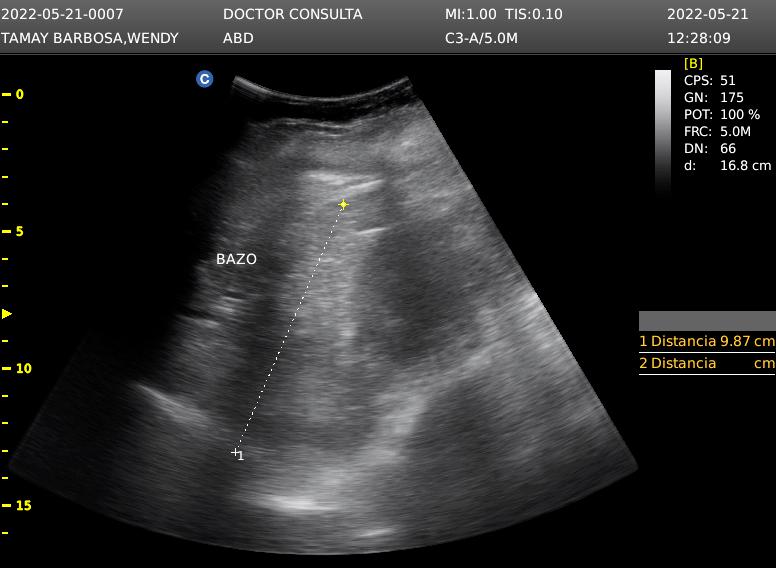 2022-05-21-0007 DOCTOR CONSULTA MI:1.00 TIS:0.10 2022-05-21
TAMAY BARBOSA,WENDY ABD C3-A/5.0M 12:28:09
C
[B]
CPS: 51
GN: 175
POT: 100 %
FRC: 5.0M
DN: 66
d: 16.8 cm
0
5
BAZO
10
1
15
1 Distancia 9.87 cm
2 Distancia cm